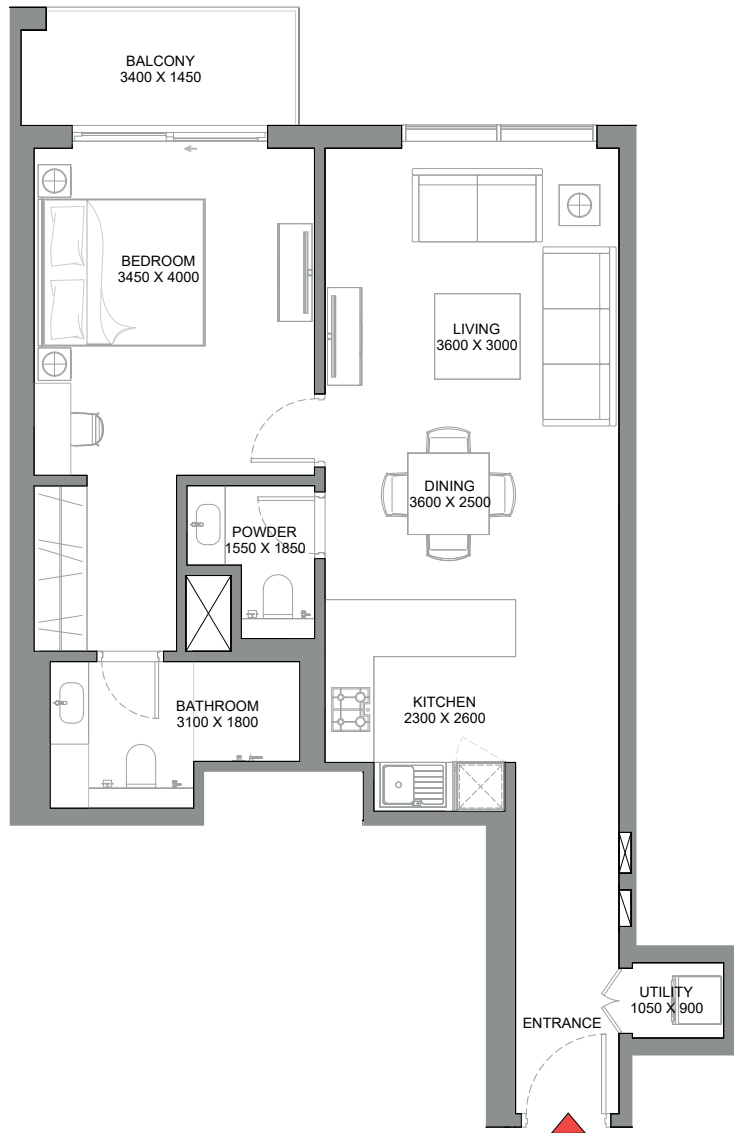 BALCONY
3400 X 1450
BEDROOM
3450 X 4000
LIVING
3600 X 3000
DINING
3600 X 2500
POWDER
1550 X 1850
BATHROOM
3100 X 1800
KITCHEN
2300 X 2600
UTILITY
1050 X 900
ENTRANCE